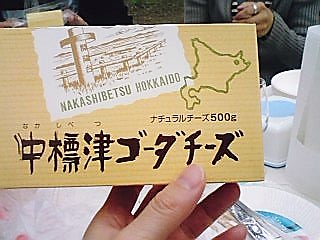 NAKASHIBETSU HOKKAIDO
ナチュラルチーズ500g
なか しべ つ
中標津ゴーダチーズ